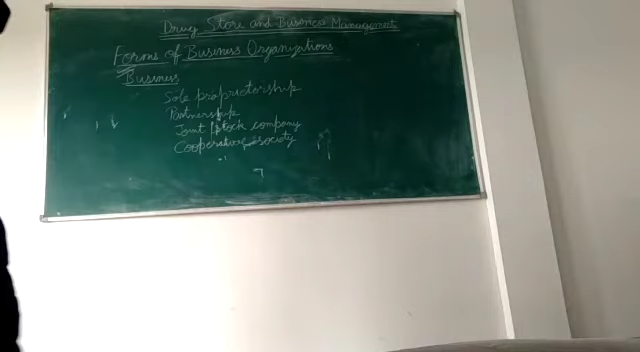 Drug Store and Business Management
Forms of Business Organizations
Business
Sole proprietorship
Partnership
Joint stock company
Cooperative society